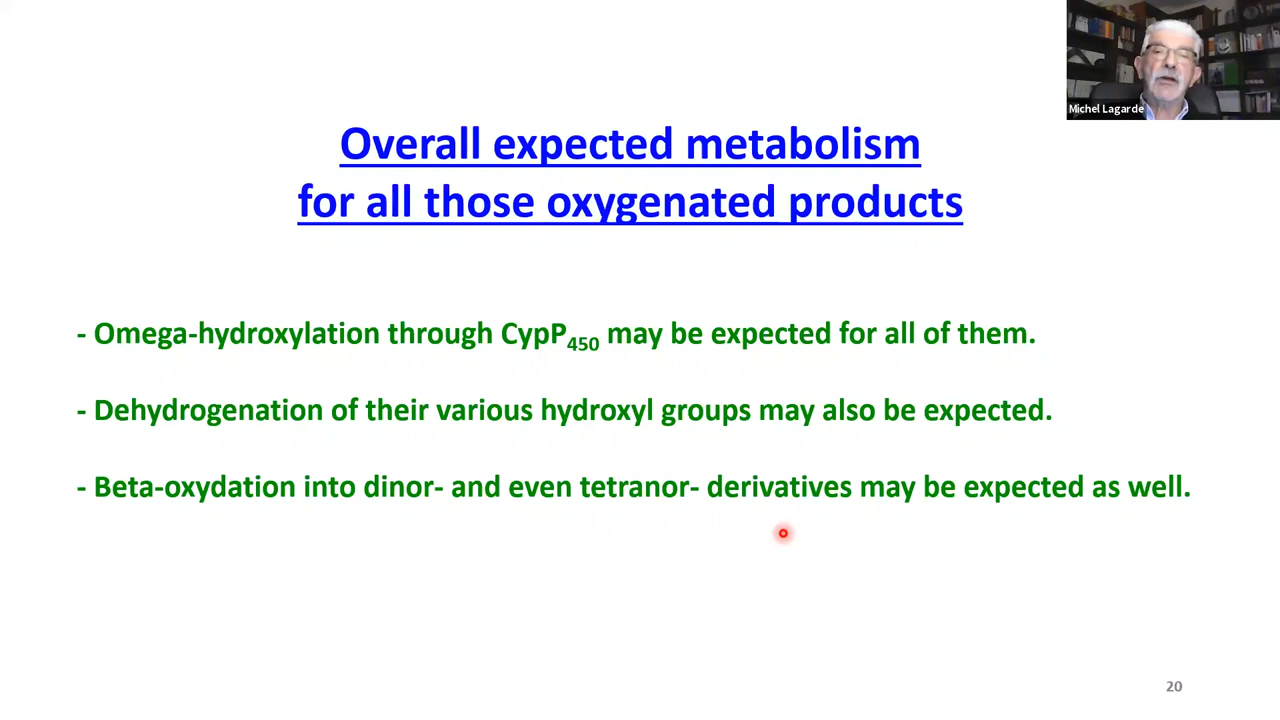 Michel Lagarde
Overall expected metabolism
for all those oxygenated products
- Omega-hydroxylation through CypP450 may be expected for all of them.
- Dehydrogenation of their various hydroxyl groups may also be expected.
- Beta-oxydation into dinor- and even tetranor- derivatives may be expected as well.
20